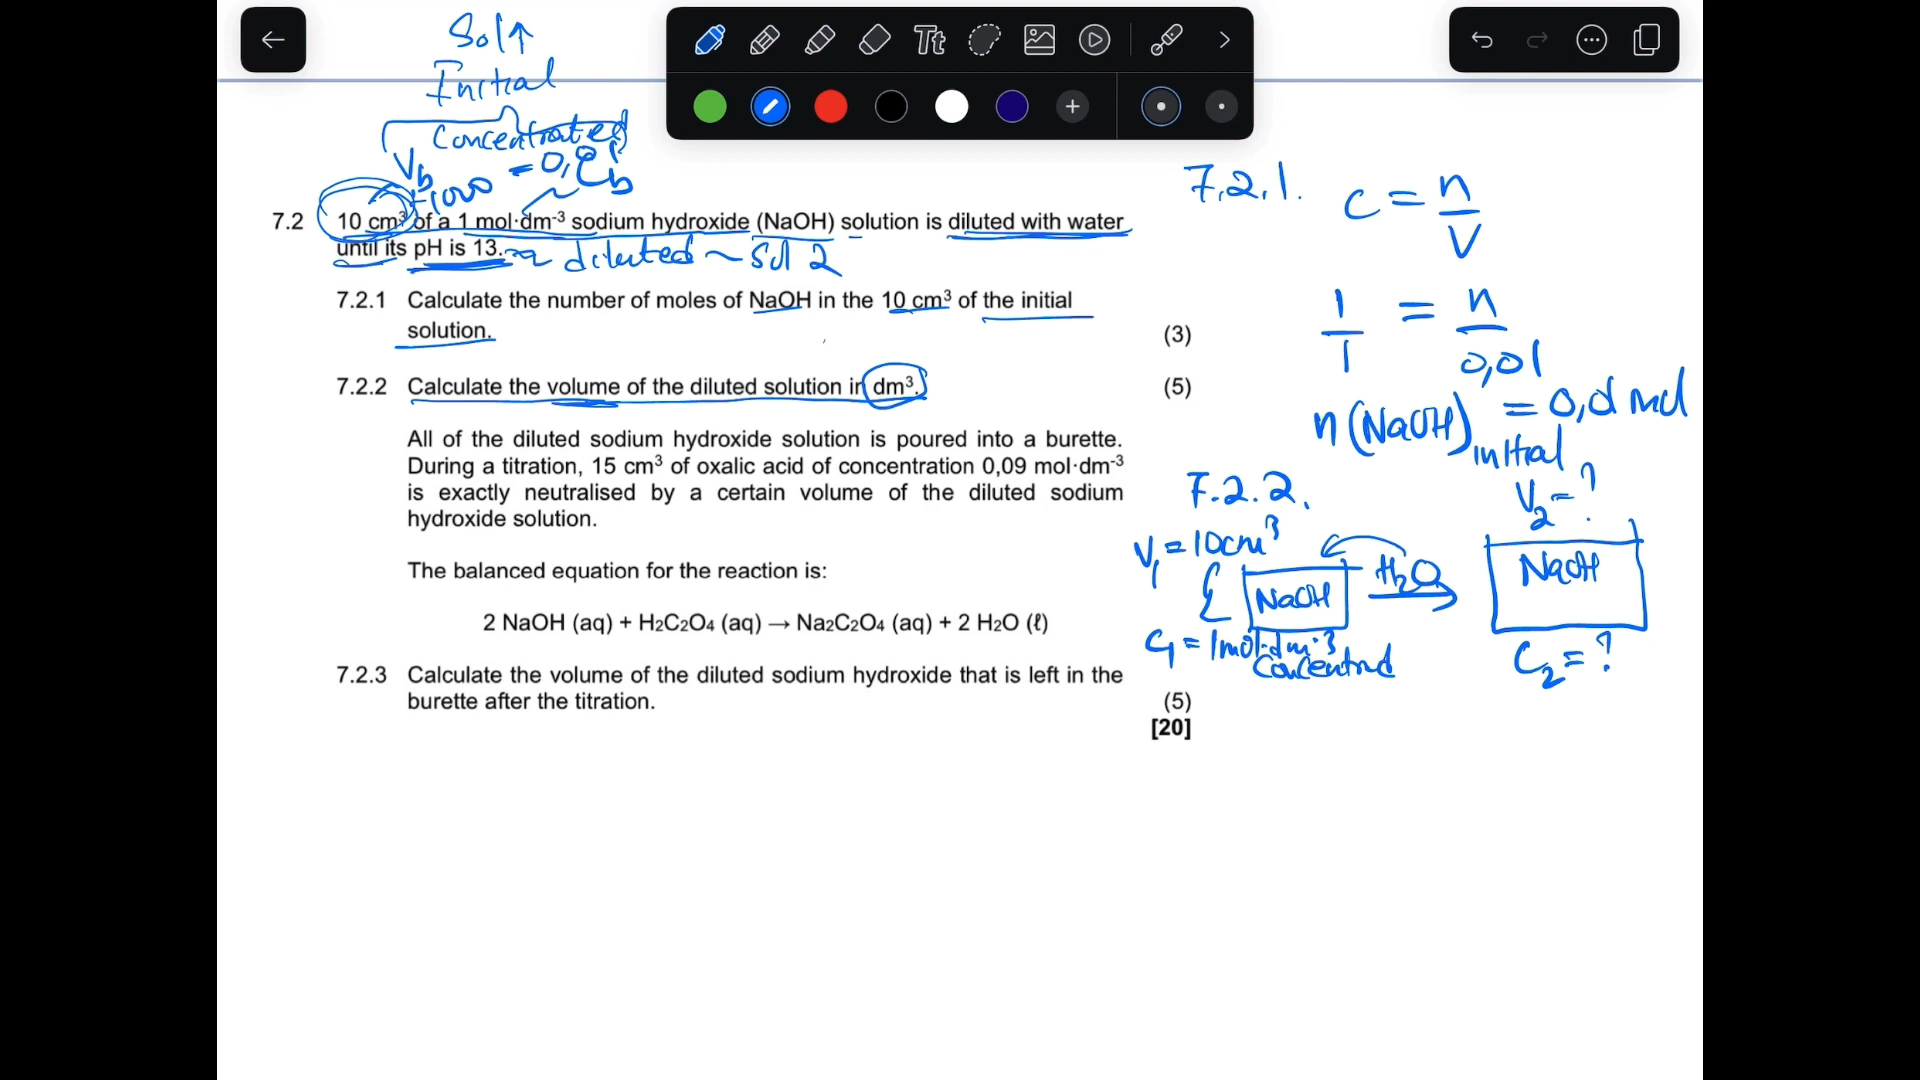 Sol 1
Initial
Concentrated
Vb
÷1000 = 0,01
Cb
Tt
7.2 10 cm³ of a 1 mol·dm⁻³ sodium hydroxide (NaOH) solution is diluted with water
until its pH is 13. ~ diluted ~ Sol 2
7.2.1 Calculate the number of moles of NaOH in the 10 cm³ of the initial
solution. (3)
7.2.2 Calculate the volume of the diluted solution in dm³. (5)
All of the diluted sodium hydroxide solution is poured into a burette.
During a titration, 15 cm³ of oxalic acid of concentration 0,09 mol·dm⁻³
is exactly neutralised by a certain volume of the diluted sodium
hydroxide solution.
The balanced equation for the reaction is:
2 NaOH (aq) + H₂C₂O₄ (aq) → Na₂C₂O₄ (aq) + 2 H₂O (ℓ)
7.2.3 Calculate the volume of the diluted sodium hydroxide that is left in the
burette after the titration. (5)
[20]
7.2.1. c = n/V
1/1 = n/0,01
n(NaOH) initial = 0,01 mol
7.2.2.
V₁ = 10cm³
NaOH
H₂O
C₁ = 1mol·dm⁻³
V₂ = ?
NaOH
C₂ = ?